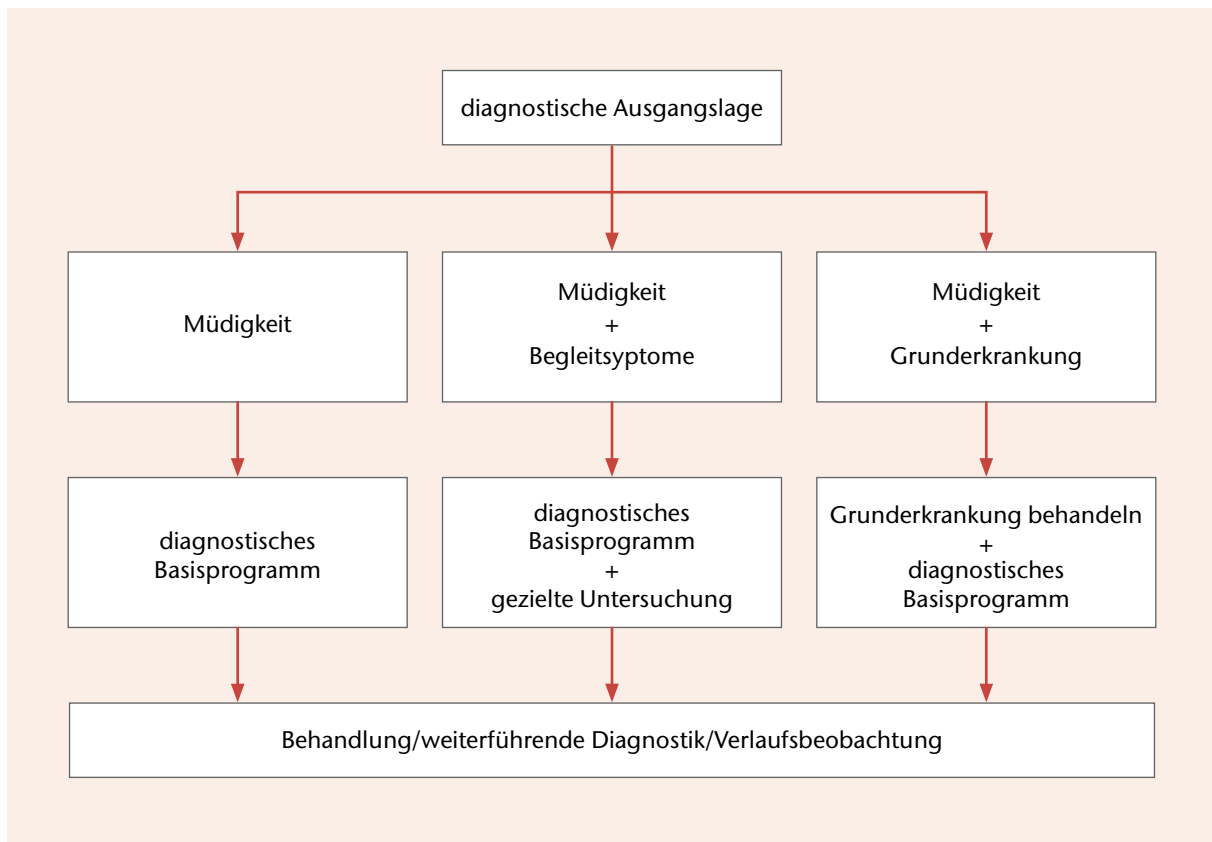 diagnostische Ausgangslage
Müdigkeit
Müdigkeit
+
Begleitsyptome
Müdigkeit
+
Grunderkrankung
diagnostisches
Basisprogramm
diagnostisches
Basisprogramm
+
gezielte Untersuchung
Grunderkrankung behandeln
+
diagnostisches
Basisprogramm
Behandlung/weiterführende Diagnostik/Verlaufsbeobachtung